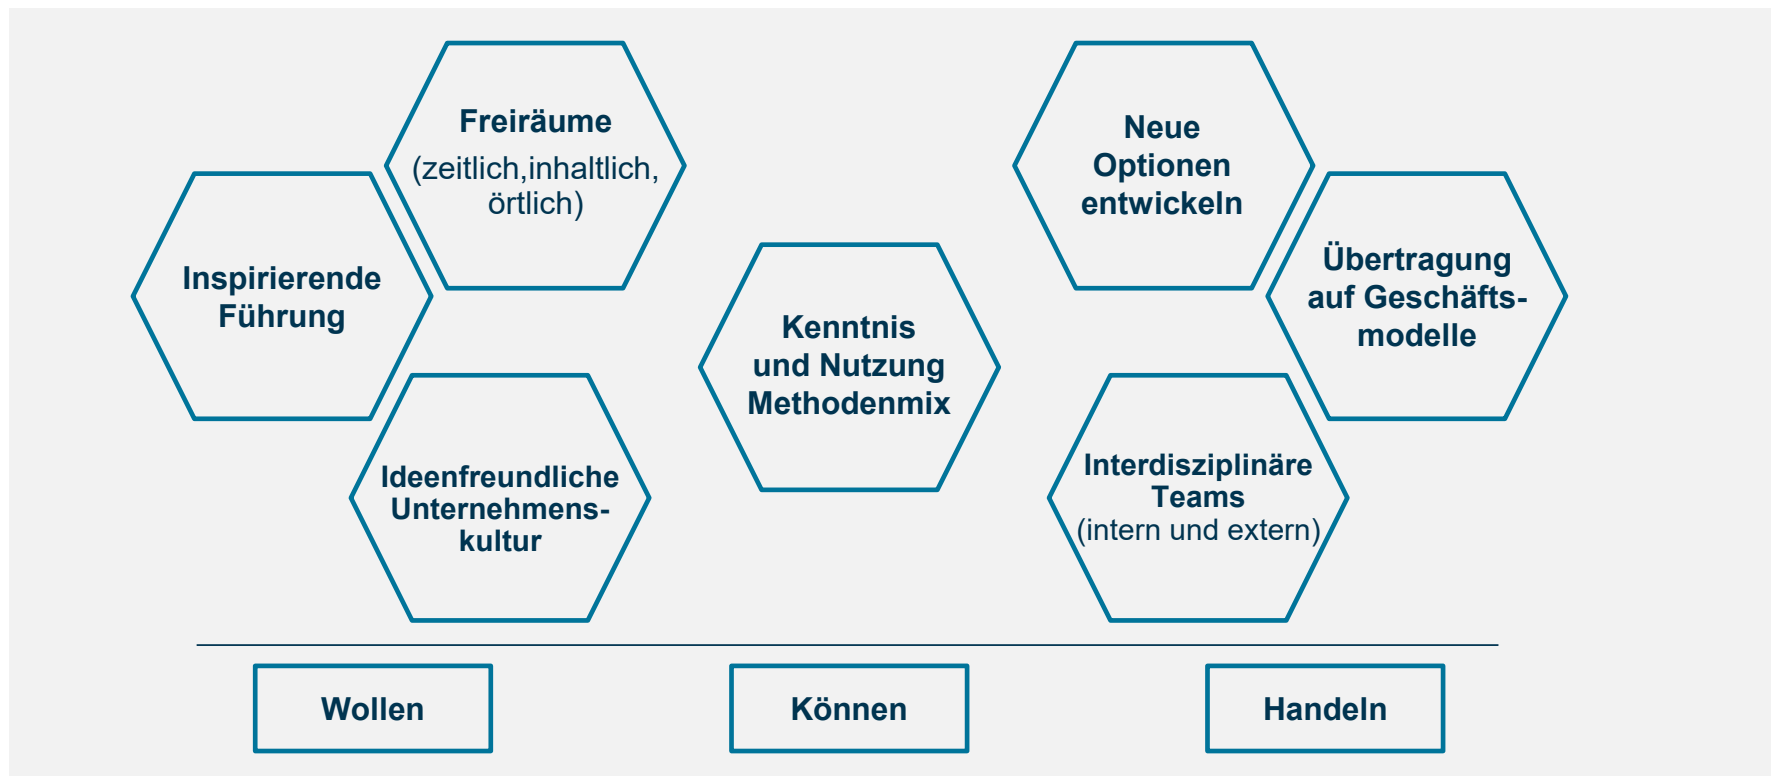 Freiräume
(zeitlich,inhaltlich,
örtlich)
Inspirierende
Führung
Ideenfreundliche
Unternehmens-
kultur
Kenntnis
und Nutzung
Methodenmix
Neue
Optionen
entwickeln
Übertragung
auf Geschäfts-
modelle
Interdisziplinäre
Teams
(intern und extern)
Wollen
Können
Handeln